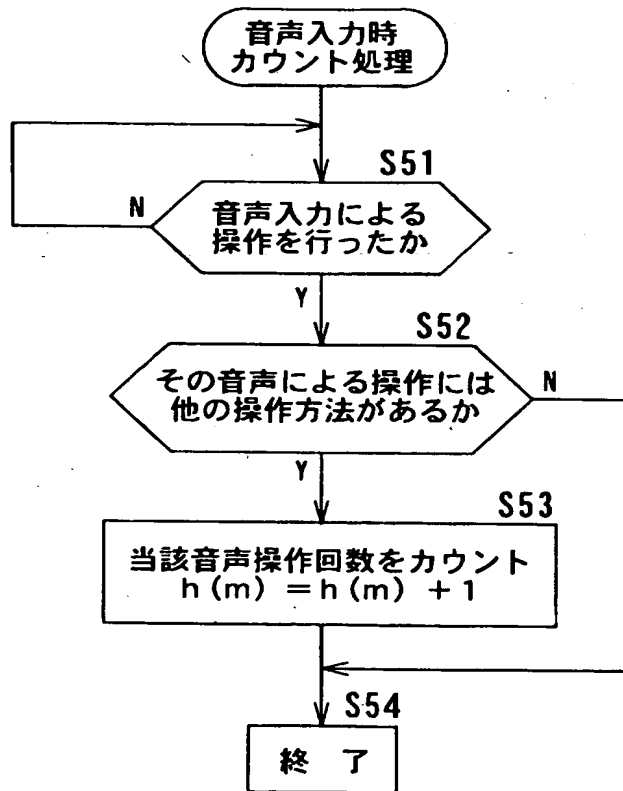 音声入力時
カウント処理
S51
N
音声入力による
操作を行ったか
Y
S52
その音声による操作には
他の操作方法があるか
N
Y
S53
当該音声操作回数をカウント
h(m)=h(m)+1
S54
終 了